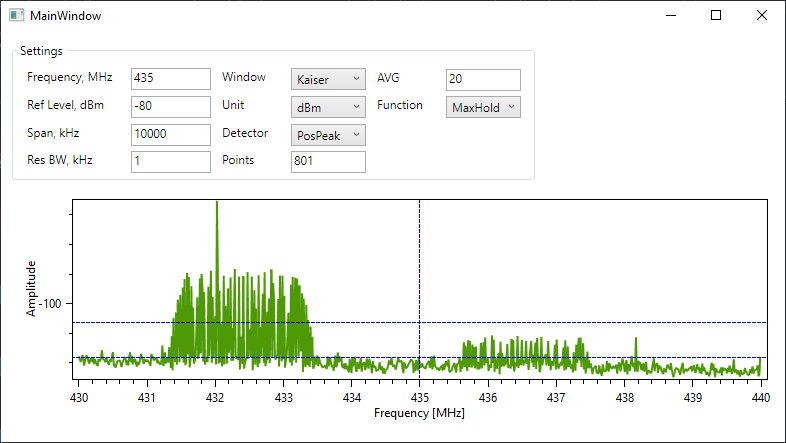 MainWindow
Settings
Frequency, MHz 435 Window Kaiser AVG 20
Ref Level, dBm -80 Unit dBm Function MaxHold
Span, kHz 10000 Detector PosPeak
Res BW, kHz 1 Points 801
Amplitude
-100
430 431 432 433 434 435 436 437 438 439 440
Frequency [MHz]